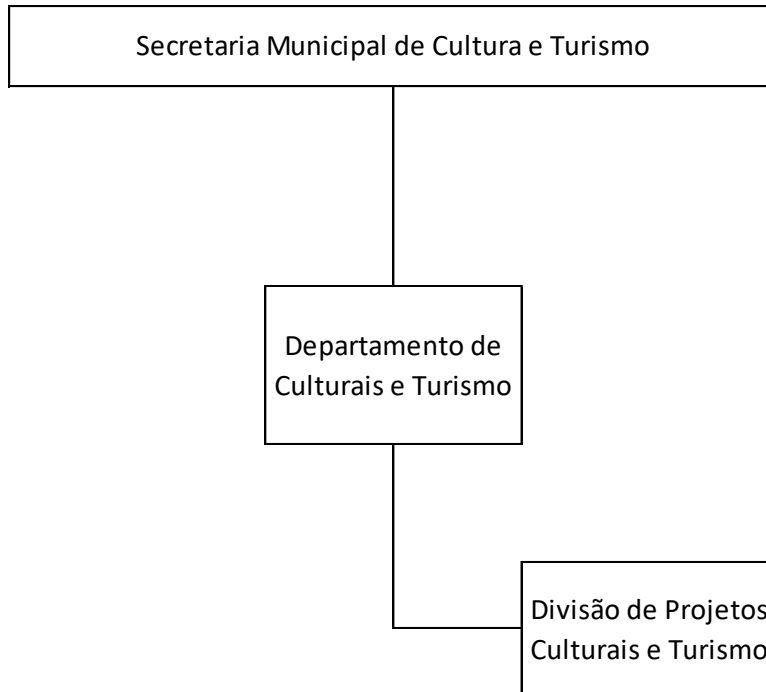 Secretaria Municipal de Cultura e Turismo
Departamento de
Culturais e Turismo
Divisão de Projetos
Culturais e Turismo